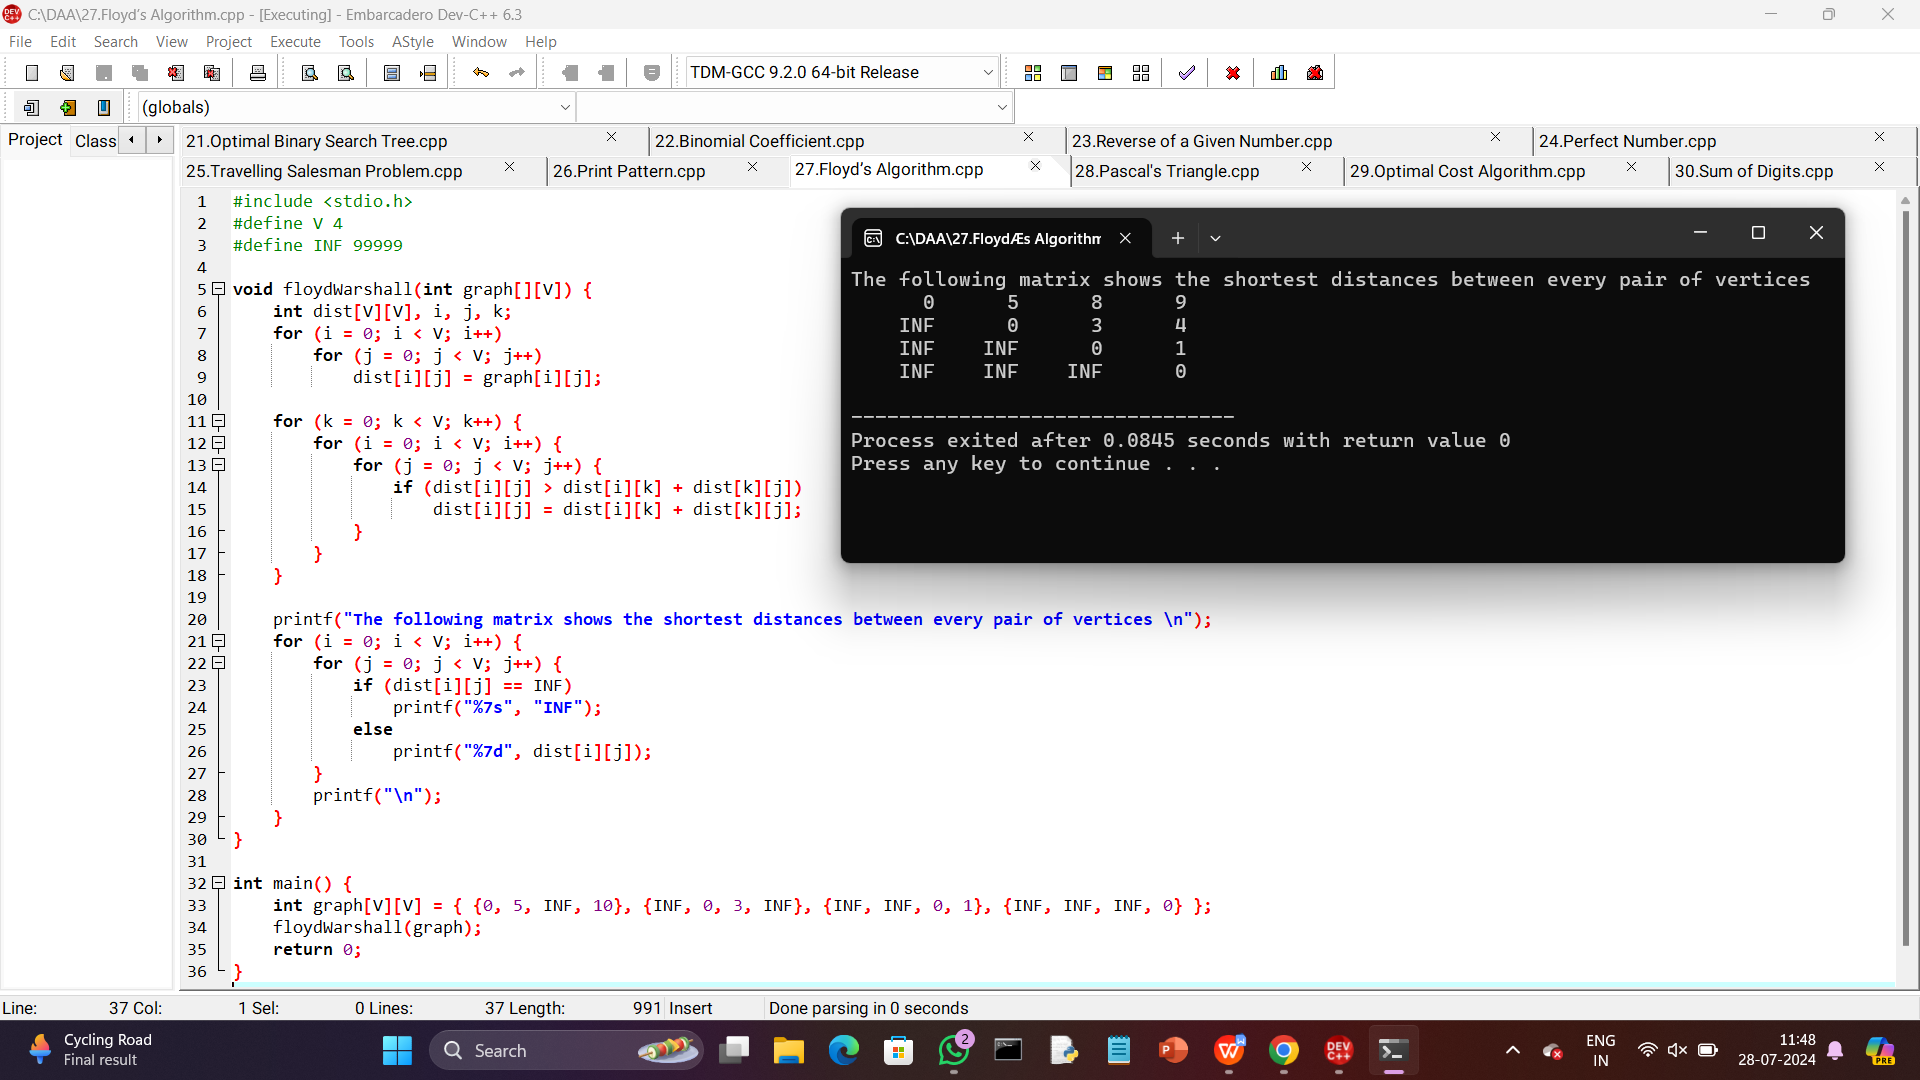 C:\DAA\27.Floyd's Algorithm.cpp - [Executing] - Embarcadero Dev-C++ 6.3
File Edit Search View Project Execute Tools AStyle Window Help
TDM-GCC 9.2.0 64-bit Release
(globals)
Project Class
21.Optimal Binary Search Tree.cpp 22.Binomial Coefficient.cpp 23.Reverse of a Given Number.cpp 24.Perfect Number.cpp
25.Travelling Salesman Problem.cpp 26.Print Pattern.cpp 27.Floyd's Algorithm.cpp 28.Pascal's Triangle.cpp 29.Optimal Cost Algorithm.cpp 30.Sum of Digits.cpp
1 #include <stdio.h>
2 #define V 4
3 #define INF 99999
4
5 void floydWarshall(int graph[][V]) {
6 int dist[V][V], i, j, k;
7 for (i = 0; i < V; i++)
8 for (j = 0; j < V; j++)
9 dist[i][j] = graph[i][j];
10
11 for (k = 0; k < V; k++) {
12 for (i = 0; i < V; i++) {
13 for (j = 0; j < V; j++) {
14 if (dist[i][j] > dist[i][k] + dist[k][j])
15 dist[i][j] = dist[i][k] + dist[k][j];
16 }
17 }
18 }
19
20 printf("The following matrix shows the shortest distances between every pair of vertices \n");
21 for (i = 0; i < V; i++) {
22 for (j = 0; j < V; j++) {
23 if (dist[i][j] == INF)
24 printf("%7s", "INF");
25 else
26 printf("%7d", dist[i][j]);
27 }
28 printf("\n");
29 }
30 }
31
32 int main() {
33 int graph[V][V] = { {0, 5, INF, 10}, {INF, 0, 3, INF}, {INF, INF, 0, 1}, {INF, INF, INF, 0} };
34 floydWarshall(graph);
35 return 0;
36 }
C:\DAA\27.FloydÆs Algorithm
The following matrix shows the shortest distances between every pair of vertices
0 5 8 9
INF 0 3 4
INF INF 0 1
INF INF INF 0
--------------------------------
Process exited after 0.0845 seconds with return value 0
Press any key to continue . . .
Line: 37 Col: 1 Sel: 0 Lines: 37 Length: 991 Insert Done parsing in 0 seconds
Cycling Road
Final result
Search
2
ENG
IN
11:48
28-07-2024
PRE